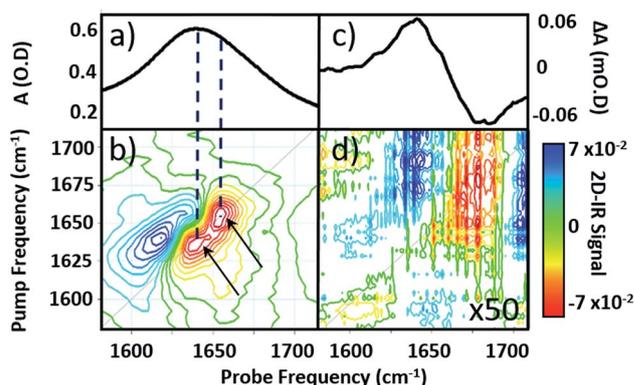 a)
c)
0.6
0.4
0.2
A (O.D)
0.06
0
-0.06
ΔA (mO.D)
b)
d)
1700
1675
1650
1625
1600
Pump Frequency (cm⁻¹)
x50
7 x10⁻²
0
-7 x10⁻²
2D-IR Signal
1600 1650 1700
1600 1650 1700
Probe Frequency (cm⁻¹)